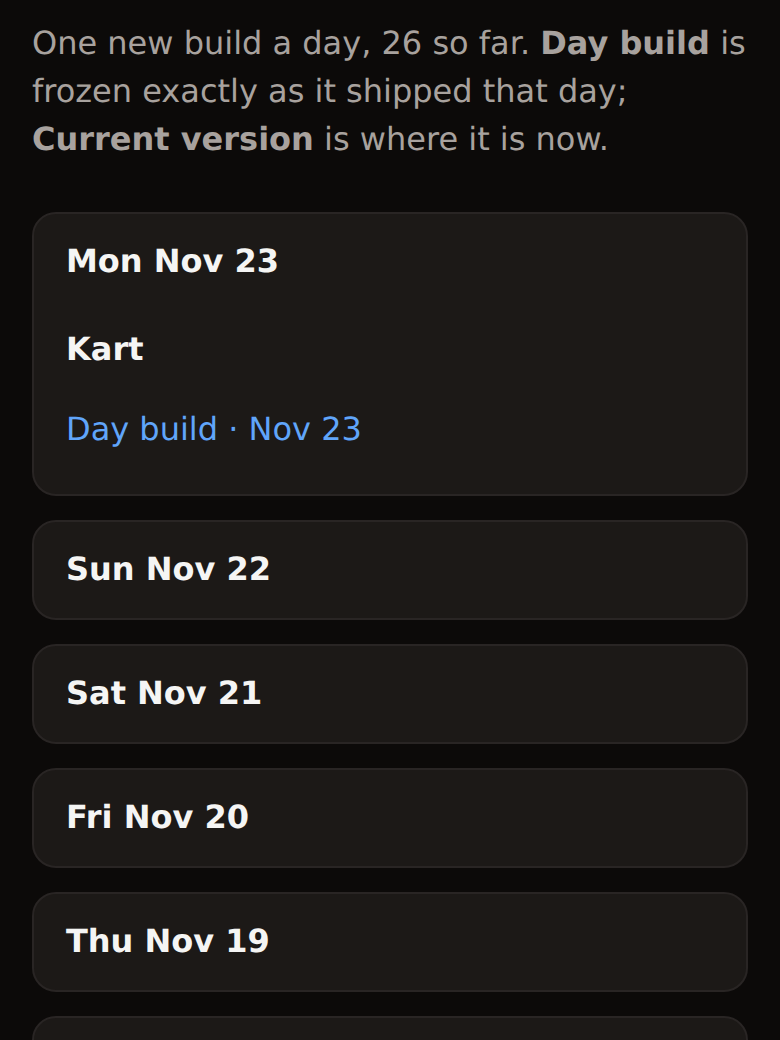 One new build a day, 26 so far. Day build is
frozen exactly as it shipped that day;
Current version is where it is now.
Mon Nov 23
Kart
Day build · Nov 23
Sun Nov 22
Sat Nov 21
Fri Nov 20
Thu Nov 19